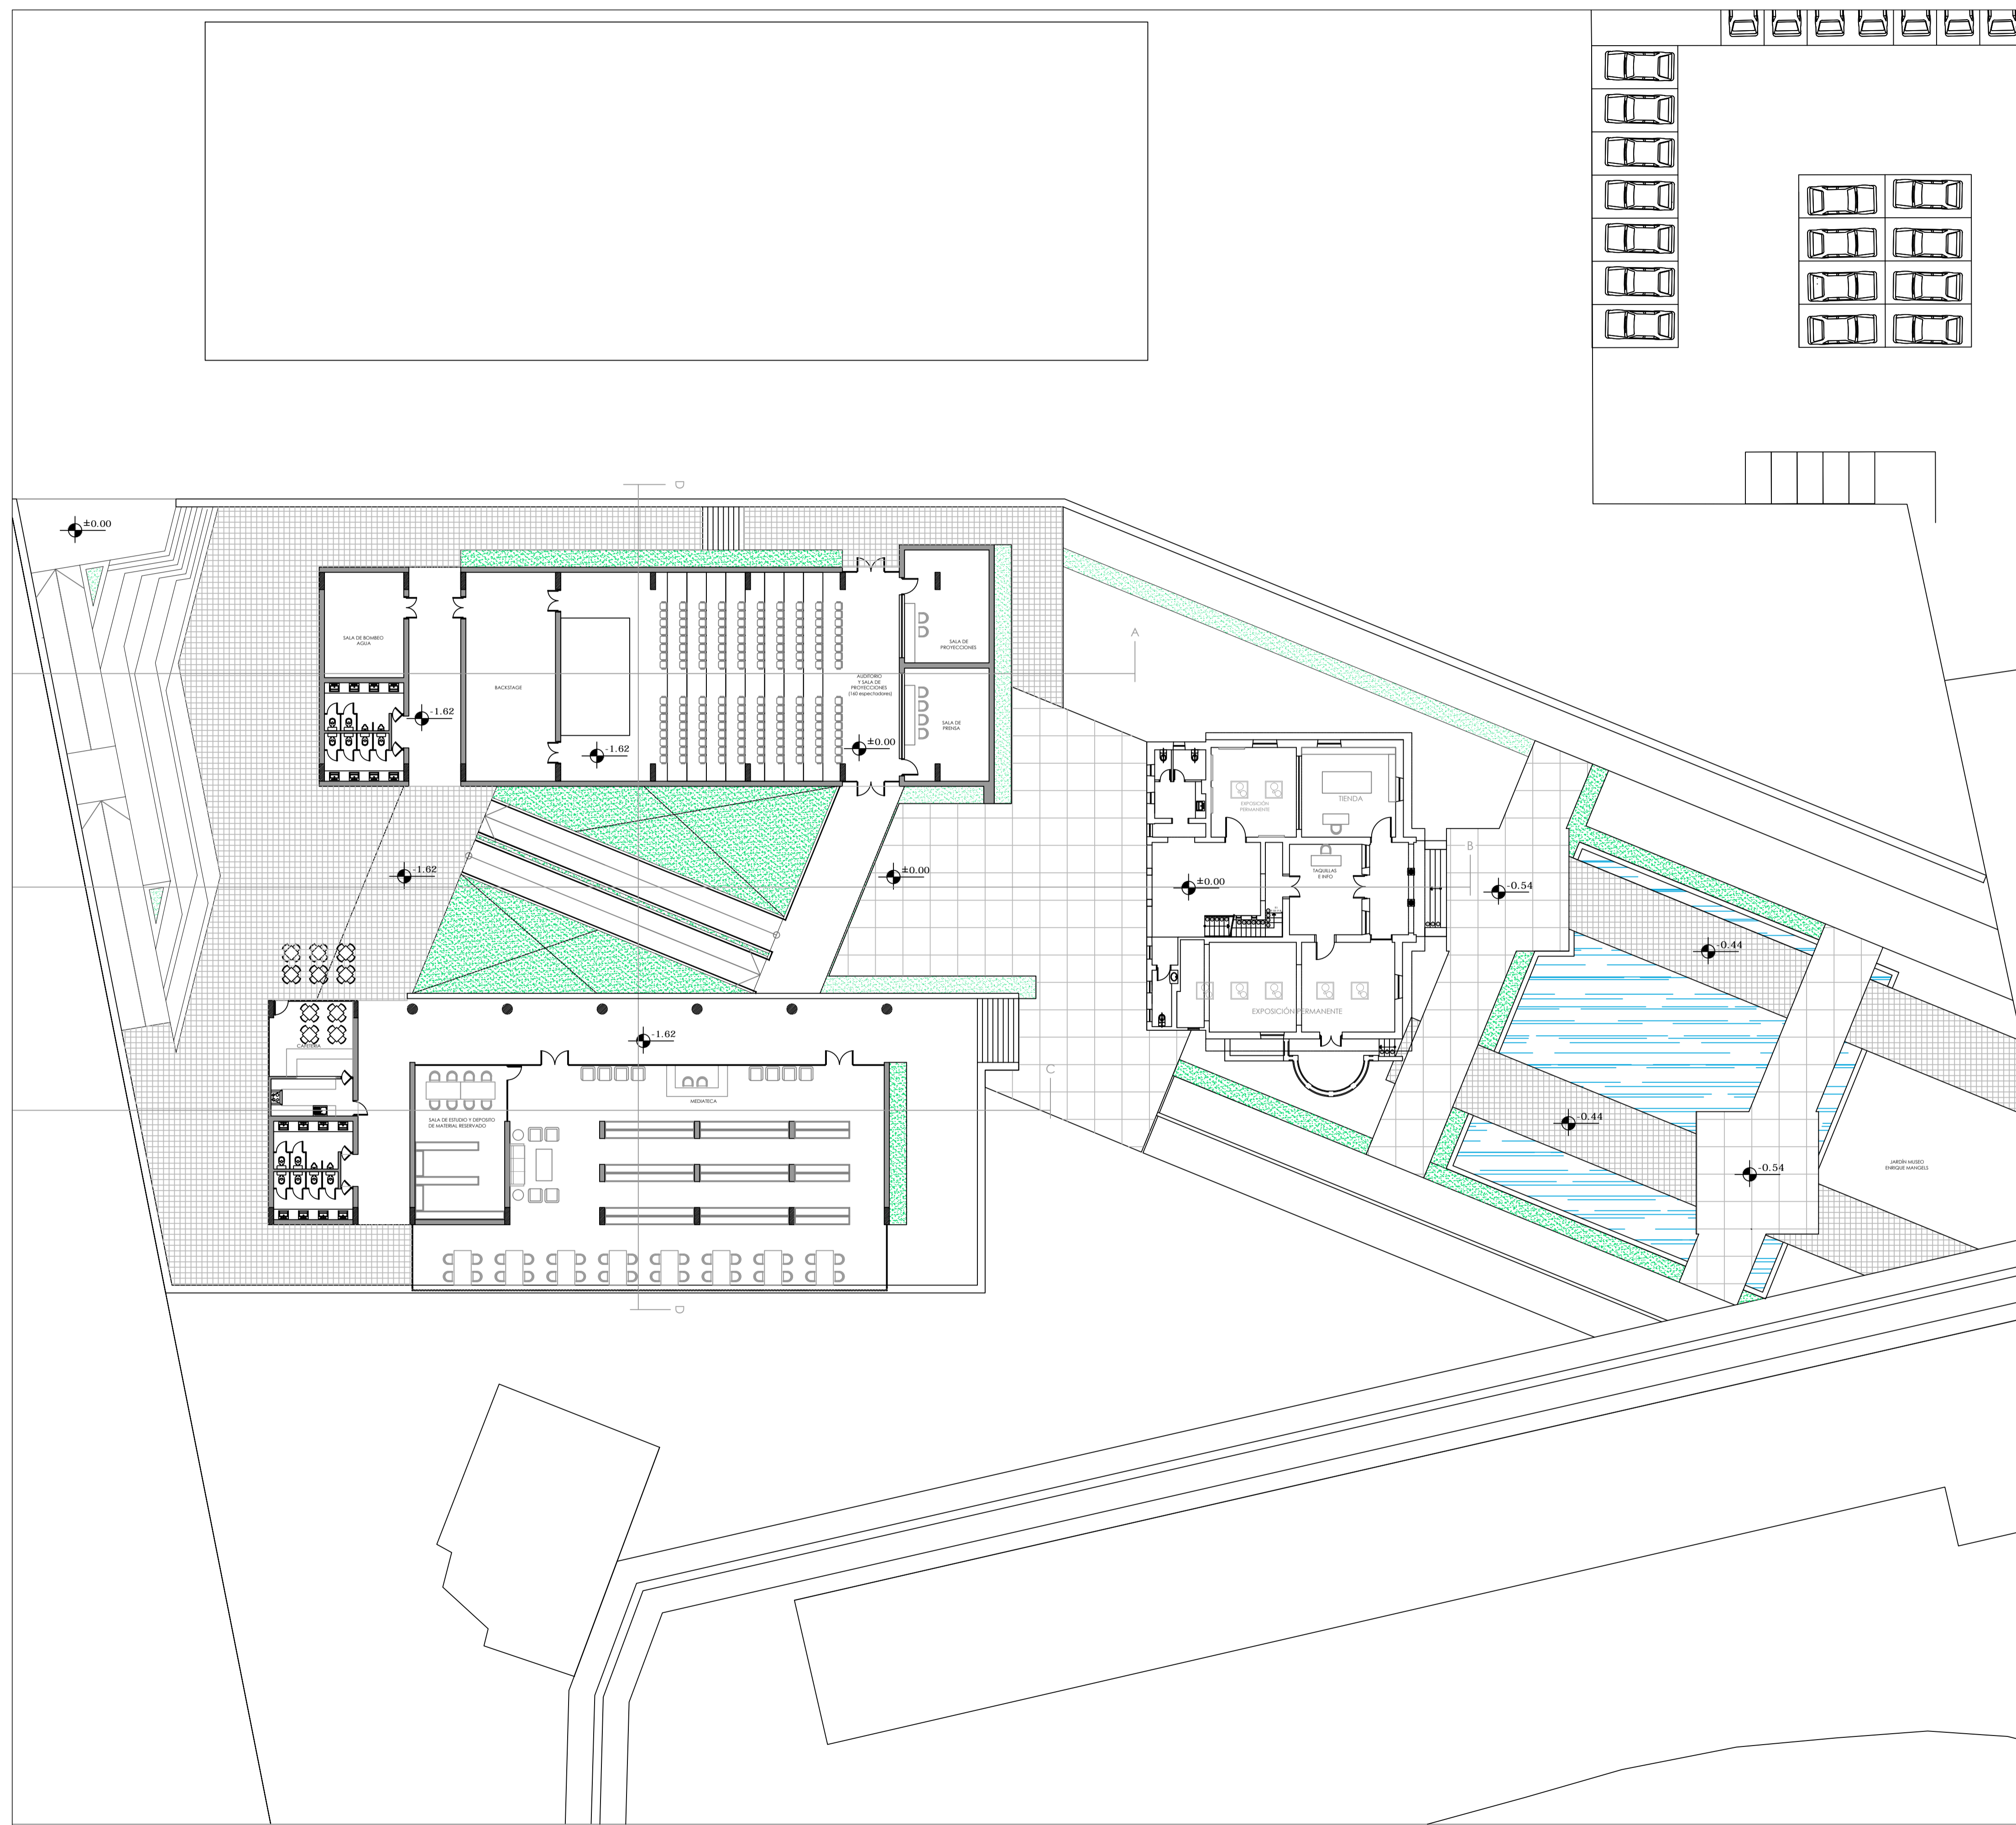 D
±0.00
A
SALA DE BOMBEO
AGUA
SALA DE
PROYECCIONES
BACKSTAGE
AUDITORIO
Y SALA DE
PROYECCIONES
(160 espectadores)
-1.62
SALA DE
PRENSA
±0.00
-1.62
EXPOSICIÓN
PERMANENTE
TIENDA
B
-1.62
±0.00
TAQUILLAS
E INFO
±0.00
-0.54
-0.44
EXPOSICIÓN PERMANENTE
-1.62
CAFETERIA
C
MEDIATECA
SALA DE ESTUDIO Y DEPOSITO
DE MATERIAL RESERVADO
-0.44
JARDÍN MUSEO
ENRIQUE MANGELS
-0.54
D